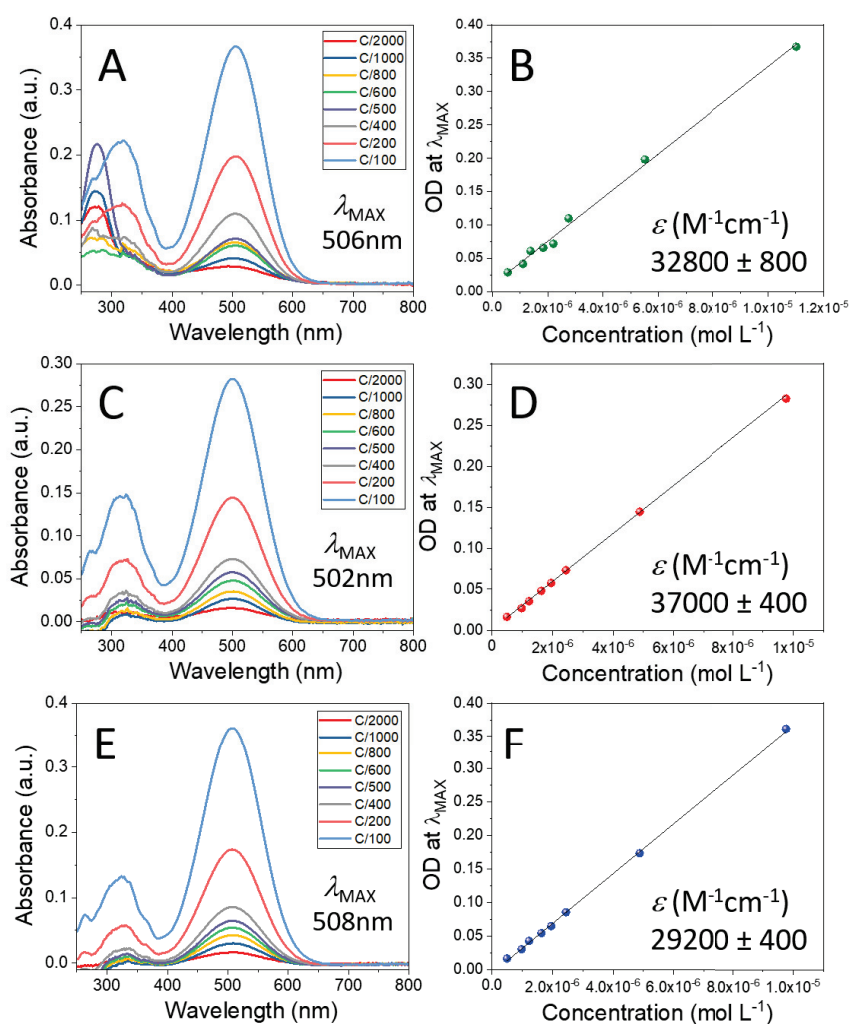 A
C/2000
C/1000
C/800
C/600
C/500
C/400
C/200
C/100
λMAX
506nm
0.4
0.3
0.2
0.1
0.0
Absorbance (a.u.)
300 400 500 600 700 800
Wavelength (nm)
B
ε (M⁻¹cm⁻¹)
32800 ± 800
0.40
0.35
0.30
0.25
0.20
0.15
0.10
0.05
0.00
OD at λMAX
0.0 2.0x10⁻⁶ 4.0x10⁻⁶ 6.0x10⁻⁶ 8.0x10⁻⁶ 1.0x10⁻⁵ 1.2x10⁻⁵
Concentration (mol L⁻¹)
C
C/2000
C/1000
C/800
C/600
C/500
C/400
C/200
C/100
λMAX
502nm
0.30
0.25
0.20
0.15
0.10
0.05
0.00
Absorbance (a.u.)
300 400 500 600 700 800
Wavelength (nm)
D
ε (M⁻¹cm⁻¹)
37000 ± 400
0.30
0.25
0.20
0.15
0.10
0.05
0.00
OD at λMAX
2x10⁻⁶ 4x10⁻⁶ 6x10⁻⁶ 8x10⁻⁶ 1x10⁻⁵
Concentration (mol L⁻¹)
E
C/2000
C/1000
C/800
C/600
C/500
C/400
C/200
C/100
λMAX
508nm
0.4
0.3
0.2
0.1
0.0
Absorbance (a.u.)
300 400 500 600 700 800
Wavelength (nm)
F
ε (M⁻¹cm⁻¹)
29200 ± 400
0.40
0.35
0.30
0.25
0.20
0.15
0.10
0.05
0.00
OD at λMAX
0.0 2.0x10⁻⁶ 4.0x10⁻⁶ 6.0x10⁻⁶ 8.0x10⁻⁶ 1.0x10⁻⁵
Concentration (mol L⁻¹)